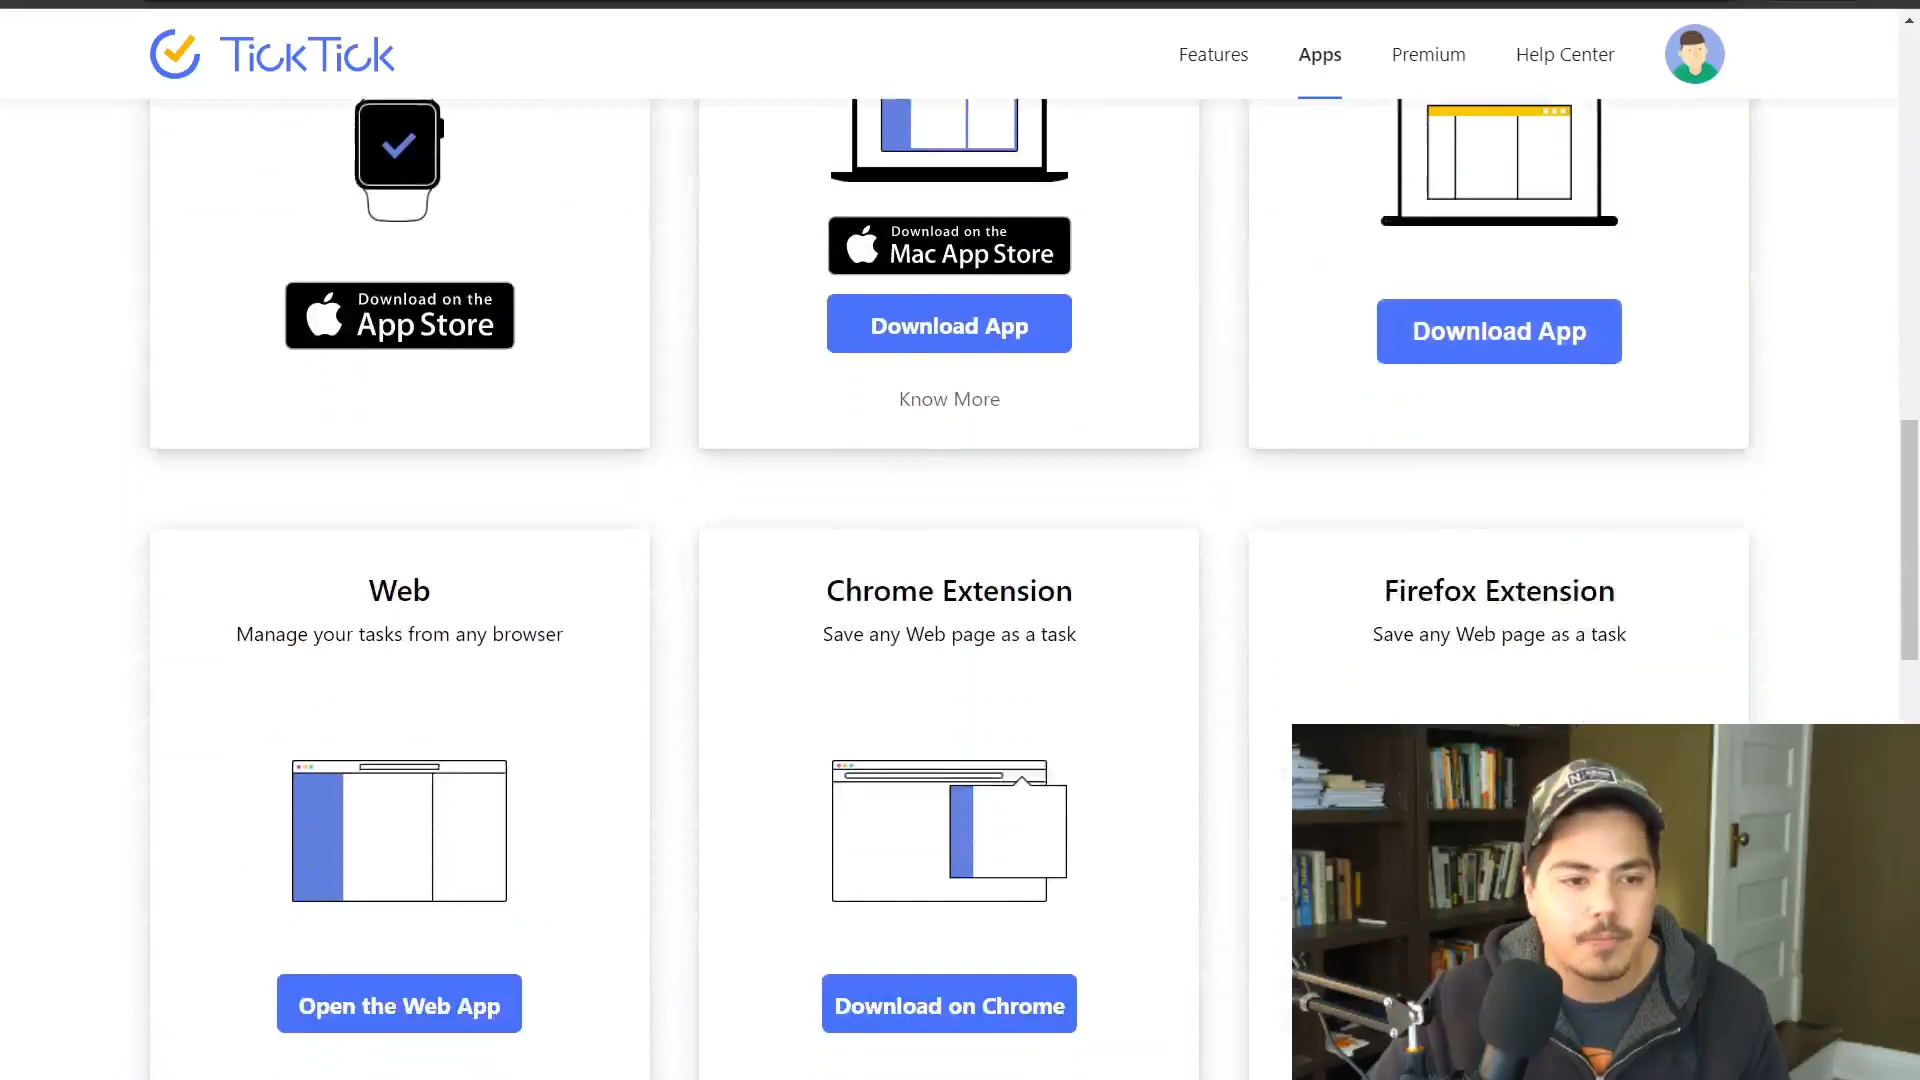 TickTick
Features
Apps
Premium
Help Center
Download on the
App Store
Download on the
Mac App Store
Download App
Know More
Download App
Web
Manage your tasks from any browser
Chrome Extension
Save any Web page as a task
Firefox Extension
Save any Web page as a task
Open the Web App
Download on Chrome